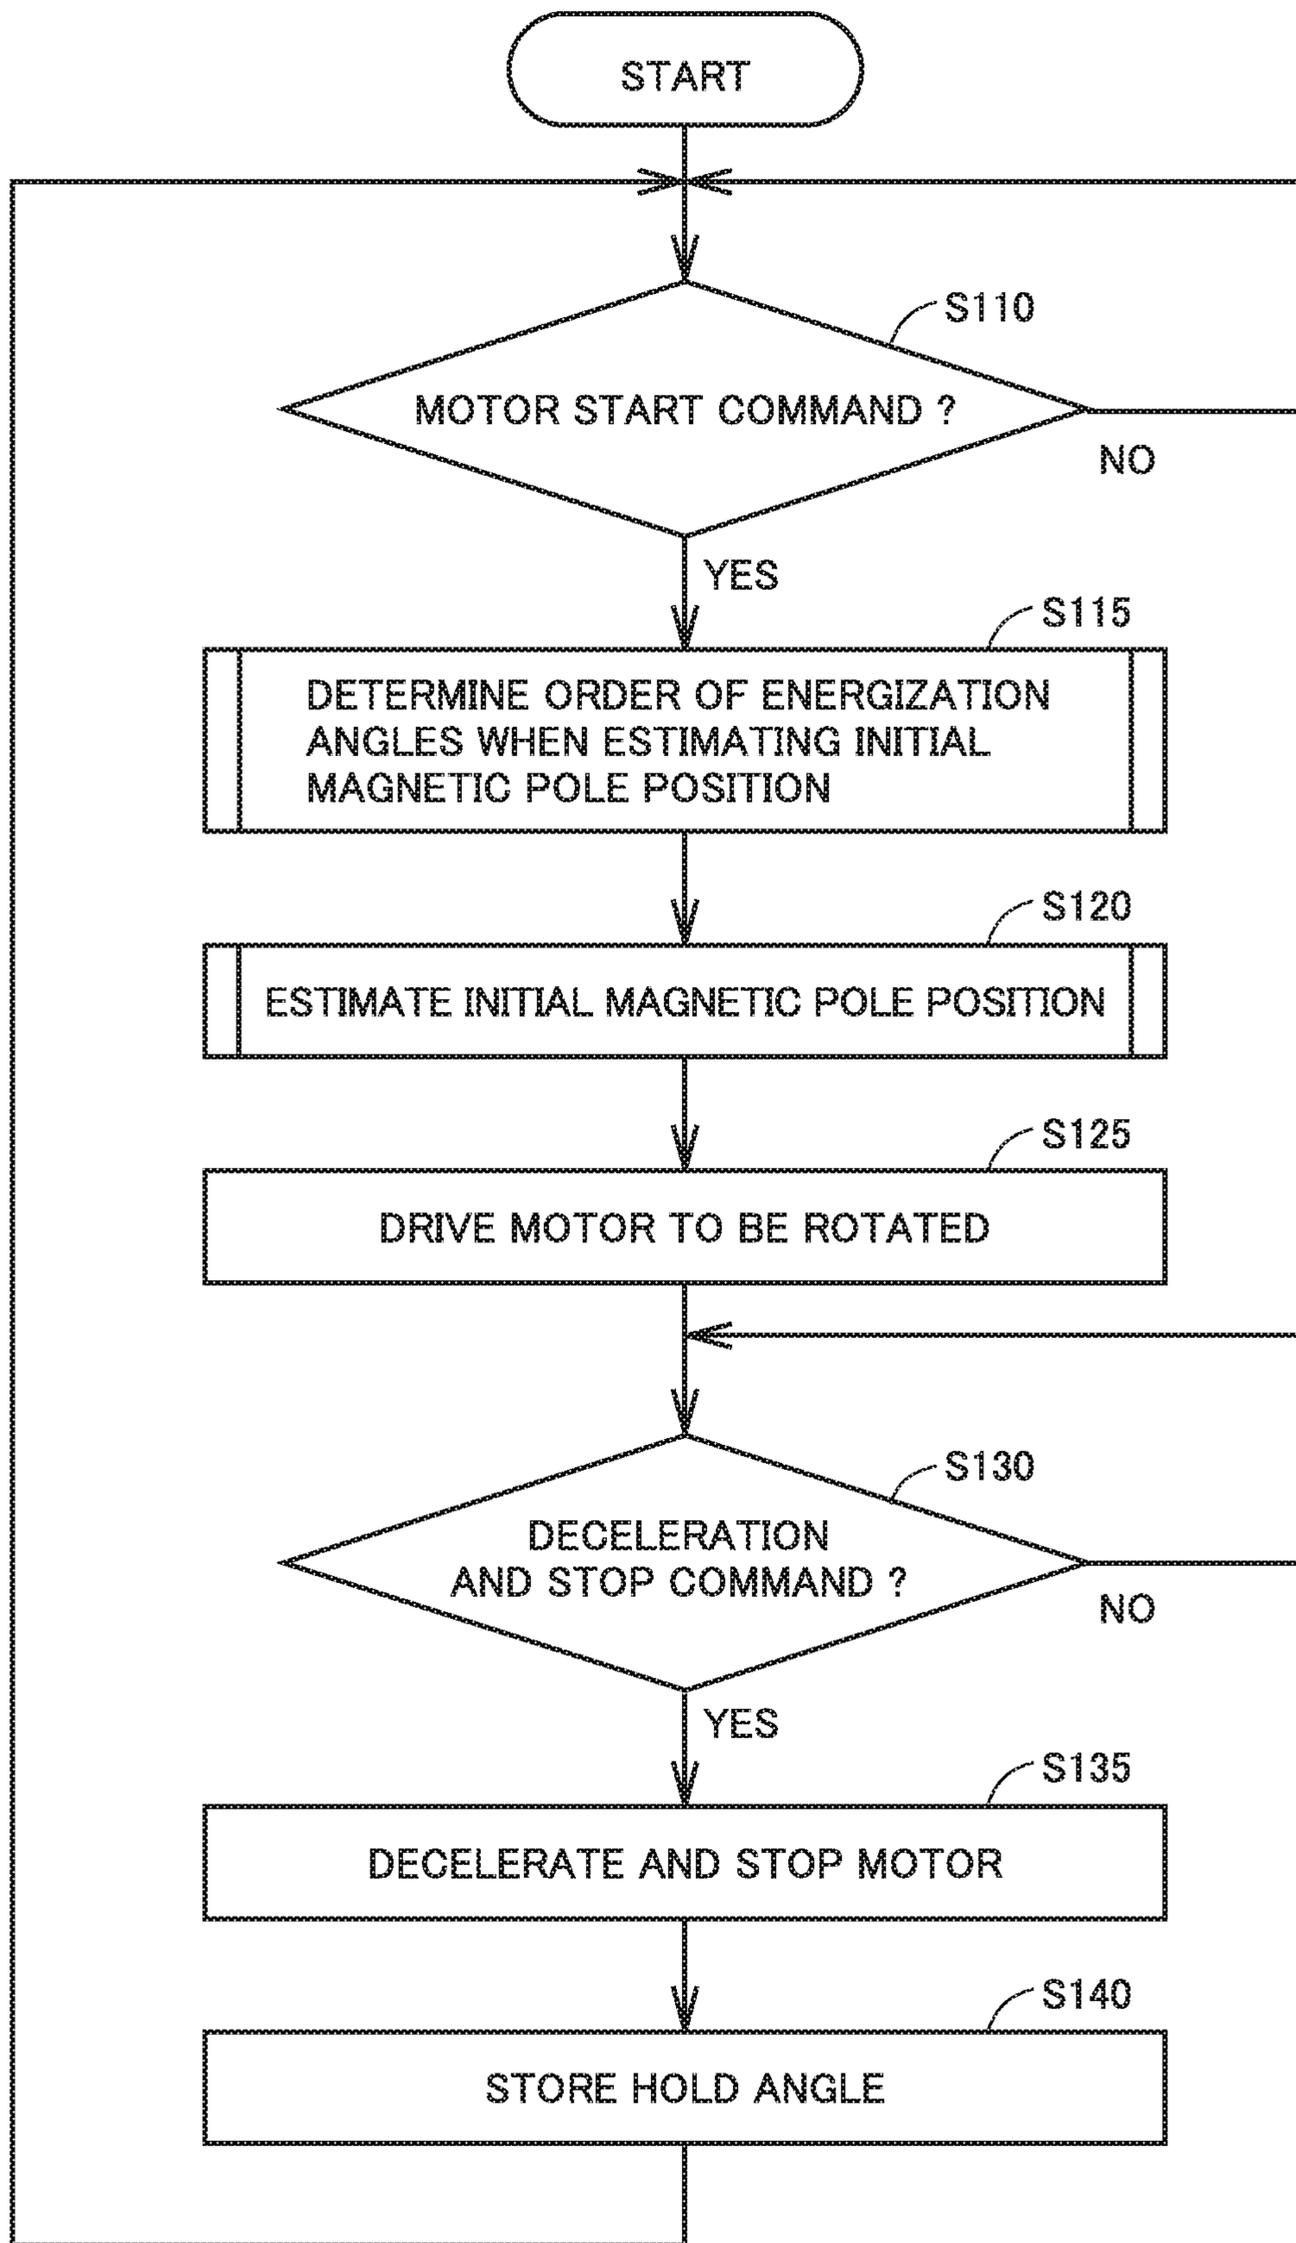 START
S110
MOTOR START COMMAND ?
NO
YES
S115
DETERMINE ORDER OF ENERGIZATION
ANGLES WHEN ESTIMATING INITIAL
MAGNETIC POLE POSITION
S120
ESTIMATE INITIAL MAGNETIC POLE POSITION
S125
DRIVE MOTOR TO BE ROTATED
S130
DECELERATION
AND STOP COMMAND ?
NO
YES
S135
DECELERATE AND STOP MOTOR
S140
STORE HOLD ANGLE